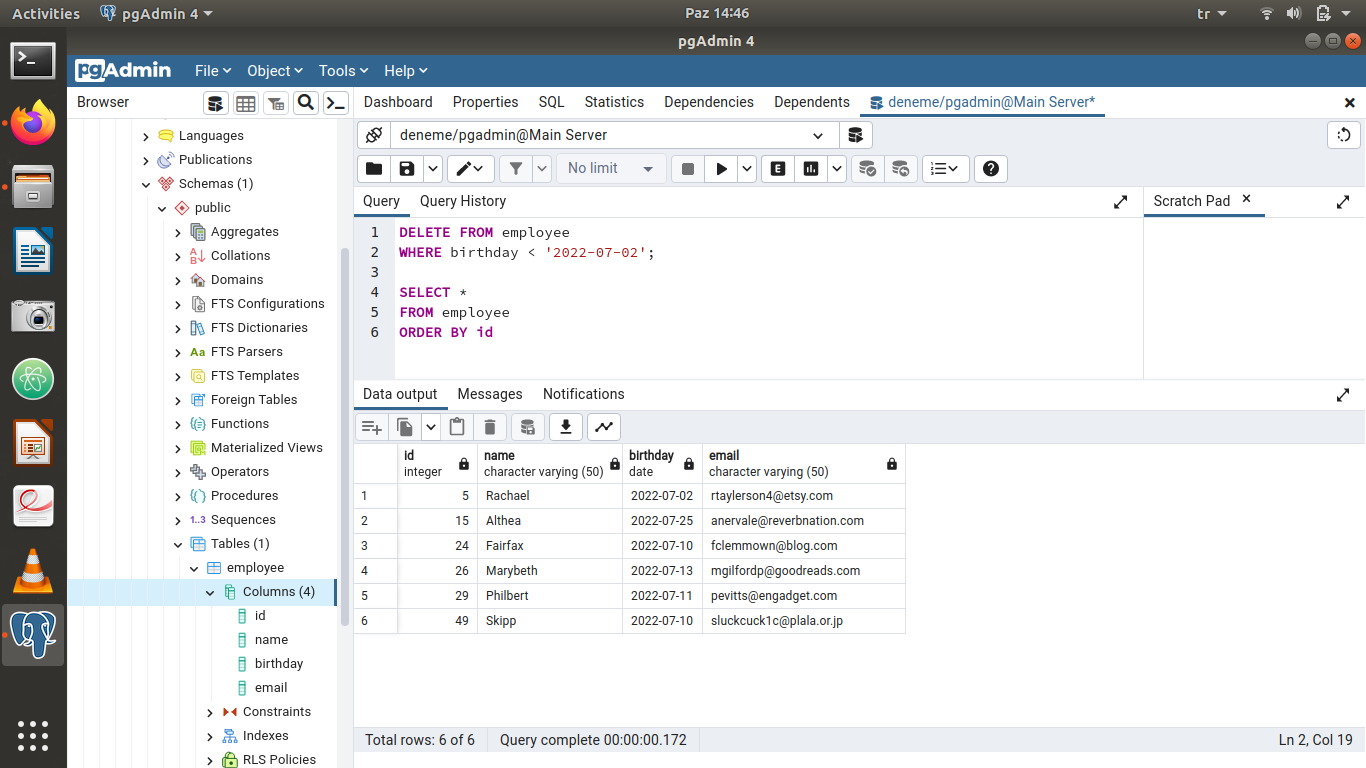 Activities pgAdmin 4 Paz 14:46 tr
pgAdmin 4
pgAdmin File Object Tools Help
Browser
Dashboard Properties SQL Statistics Dependencies Dependents deneme/pgadmin@Main Server*
Languages
Publications
Schemas (1)
public
Aggregates
Collations
Domains
FTS Configurations
FTS Dictionaries
Aa FTS Parsers
FTS Templates
Foreign Tables
Functions
Materialized Views
Operators
Procedures
1..3 Sequences
Tables (1)
employee
Columns (4)
id
name
birthday
email
Constraints
Indexes
RLS Policies
deneme/pgadmin@Main Server
No limit E
Query Query History Scratch Pad
1 DELETE FROM employee
2 WHERE birthday < '2022-07-02';
3
4 SELECT *
5 FROM employee
6 ORDER BY id
Data output Messages Notifications
id name birthday email
integer character varying (50) date character varying (50)
1 5 Rachael 2022-07-02 rtaylerson4@etsy.com
2 15 Althea 2022-07-25 anervale@reverbnation.com
3 24 Fairfax 2022-07-10 fclemmown@blog.com
4 26 Marybeth 2022-07-13 mgilfordp@goodreads.com
5 29 Philbert 2022-07-11 pevitts@engadget.com
6 49 Skipp 2022-07-10 sluckcuck1c@plala.or.jp
Total rows: 6 of 6 Query complete 00:00:00.172 Ln 2, Col 19